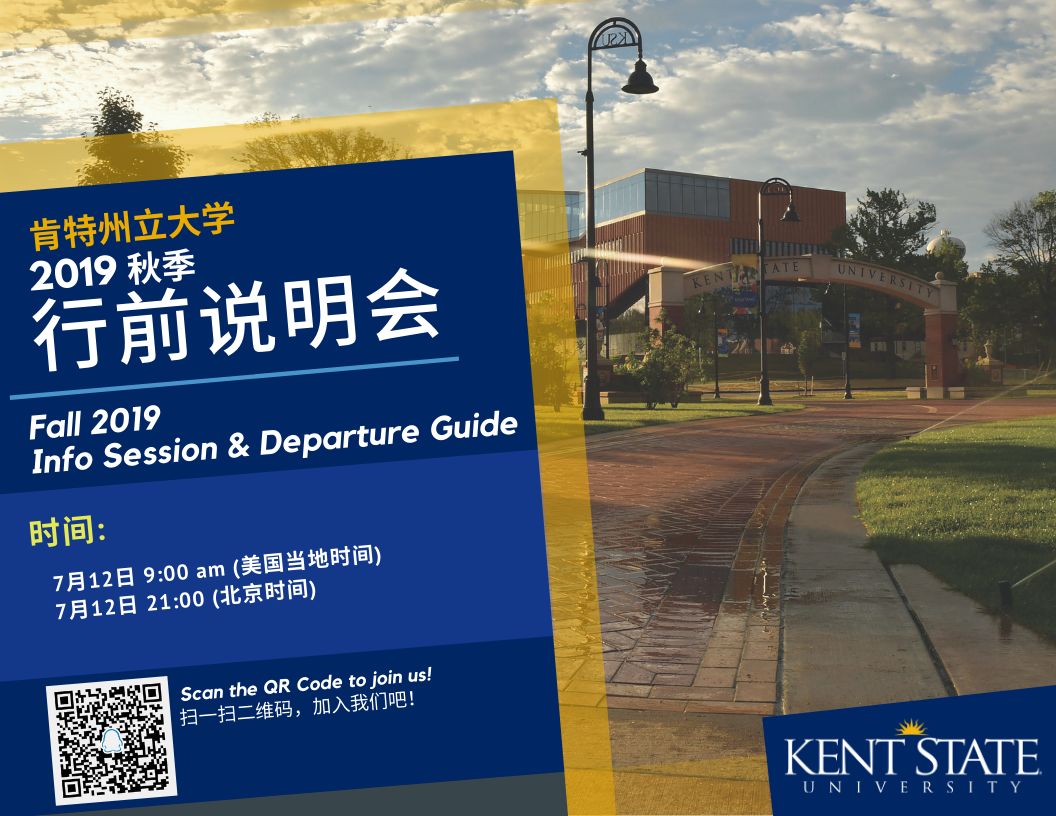 肯特州立大学
2019 秋季
行前说明会
Fall 2019
Info Session & Departure Guide
时间:
7月12日 9:00 am (美国当地时间)
7月12日 21:00 (北京时间)
Scan the QR Code to join us!
扫一扫二维码，加入我们吧!
KSU
KENT STATE UNIVERSITY
KENT STATE
UNIVERSITY